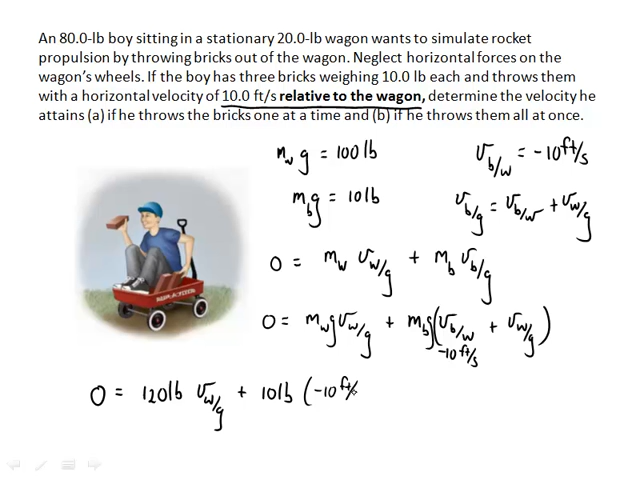 An 80.0-lb boy sitting in a stationary 20.0-lb wagon wants to simulate rocket
propulsion by throwing bricks out of the wagon. Neglect horizontal forces on the
wagon's wheels. If the boy has three bricks weighing 10.0 lb each and throws them
with a horizontal velocity of 10.0 ft/s relative to the wagon, determine the velocity he
attains (a) if he throws the bricks one at a time and (b) if he throws them all at once.
m_w g = 100 lb
v_b/w = -10 ft/s
m_b g = 10 lb
v_b/g = v_b/w + v_w/g
0 = m_w v_w/g + m_b v_b/g
0 = m_w g v_w/g + m_b g (v_b/w + v_w/g)
-10 ft/s
0 = 120 lb v_w/g + 10 lb (-10 ft/s